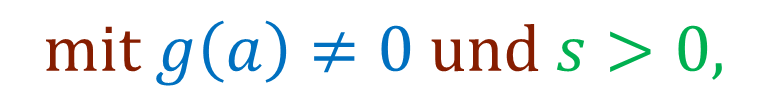 mit g(a) ≠ 0 und s > 0,